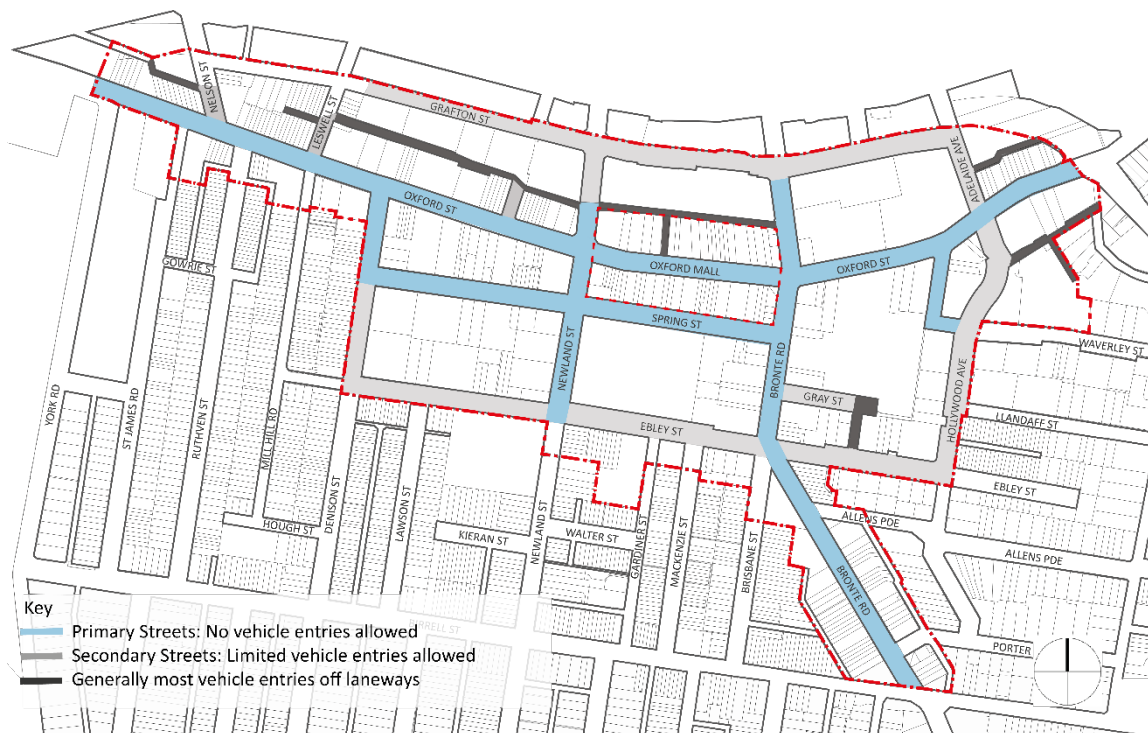 NELSON ST
LESWELL ST
GRAFTON ST
ADELAIDE AVE
OXFORD ST
OXFORD MALL
OXFORD ST
GOWRIE ST
SPRING ST
NEWLAND ST
BRONTE RD
WAVERLEY ST
GRAY ST
HOLLYWOOD AVE
LLANDAFF ST
YORK RD
ST JAMES RD
RUTHVEN ST
MILL HILL RD
EBLEY ST
EBLEY ST
DENISON ST
LAWSON ST
HOUGH ST
KIERAN ST
NEWLAND ST
WALTER ST
GARDINER ST
MACKENZIE ST
BRISBANE ST
ALLENS PDE
ALLENS PDE
BRONTE RD
PORTER
Key
Primary Streets: No vehicle entries allowed
Secondary Streets: Limited vehicle entries allowed
Generally most vehicle entries off laneways